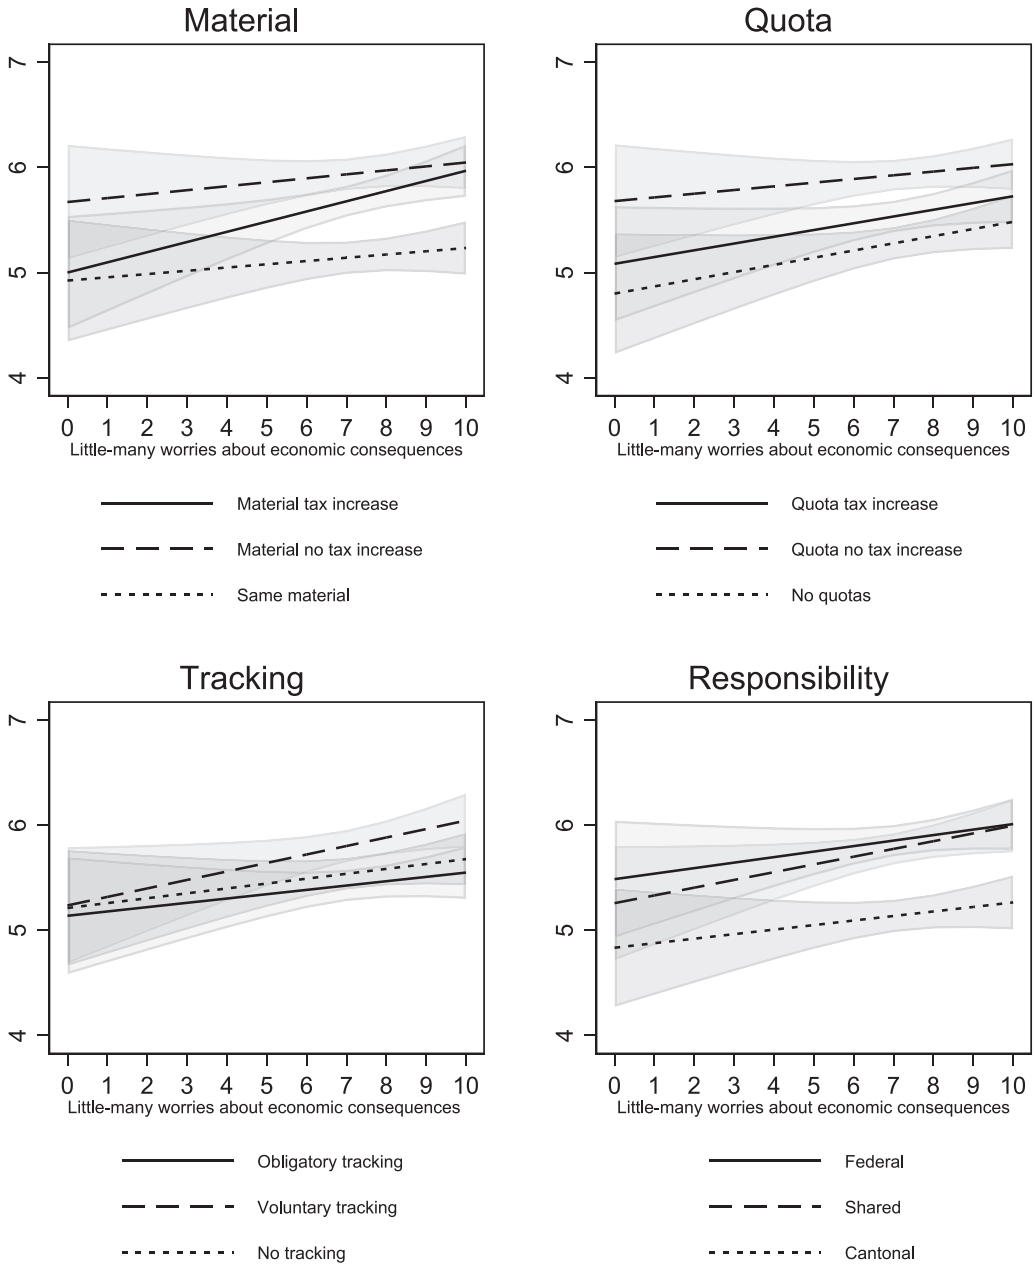 Material
7
6
5
4
0 1 2 3 4 5 6 7 8 9 10
Little-many worries about economic consequences
Material tax increase
Material no tax increase
Same material
Quota
7
6
5
4
0 1 2 3 4 5 6 7 8 9 10
Little-many worries about economic consequences
Quota tax increase
Quota no tax increase
No quotas
Tracking
7
6
5
4
0 1 2 3 4 5 6 7 8 9 10
Little-many worries about economic consequences
Obligatory tracking
Voluntary tracking
No tracking
Responsibility
7
6
5
4
0 1 2 3 4 5 6 7 8 9 10
Little-many worries about economic consequences
Federal
Shared
Cantonal